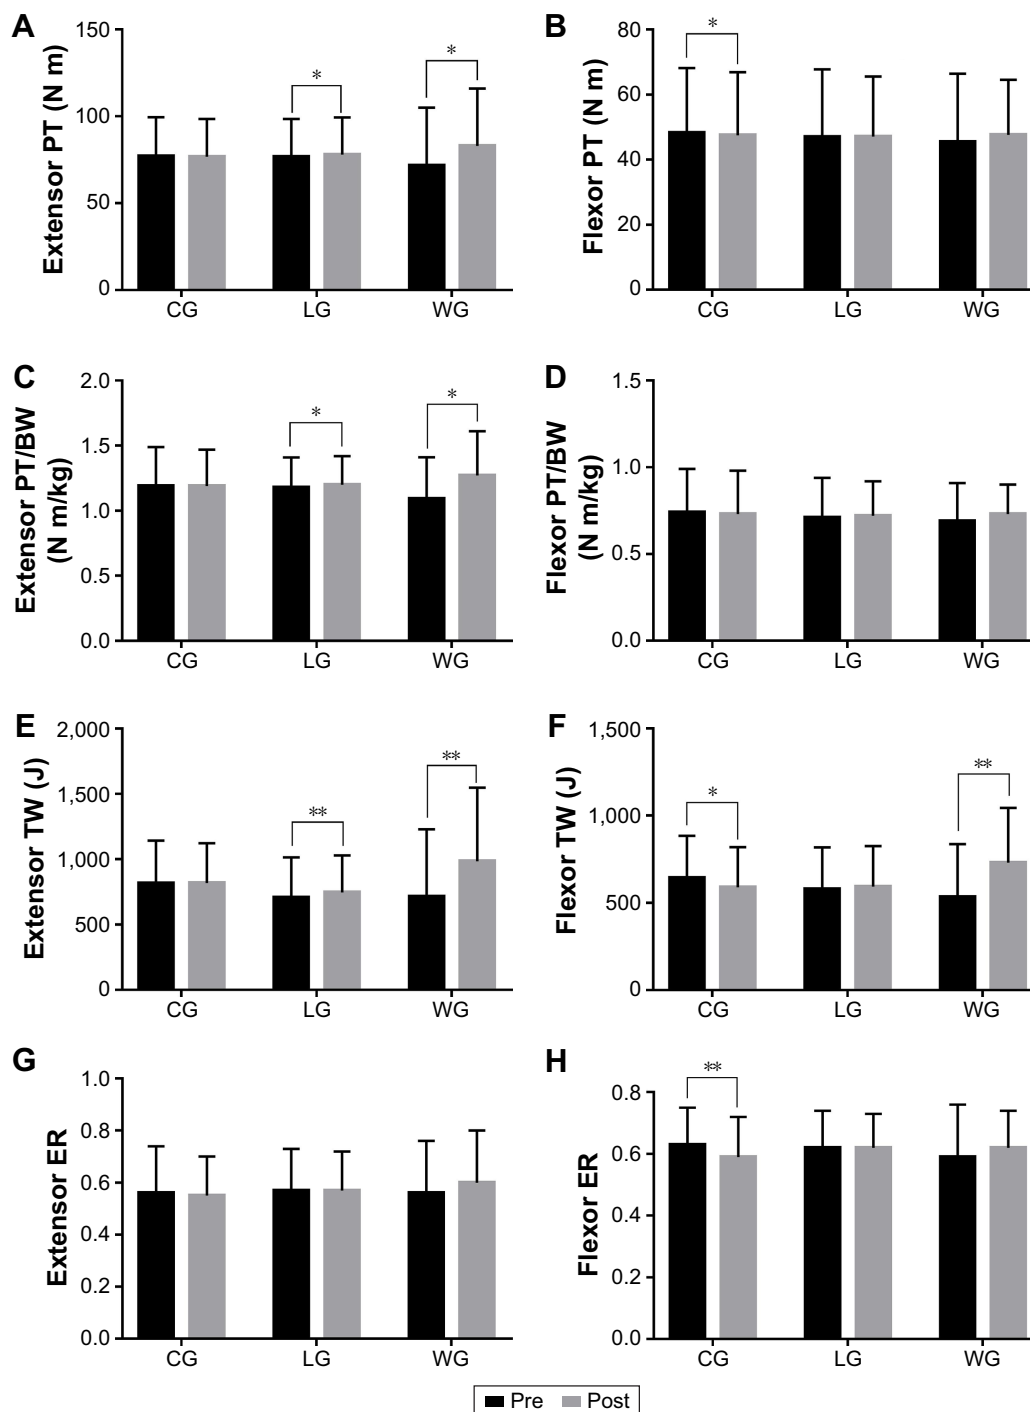 A
Extensor PT (N m)
150
100
50
0
*
*
CG
LG
WG
B
Flexor PT (N m)
80
60
40
20
0
*
CG
LG
WG
C
Extensor PT/BW
(N m/kg)
2.0
1.5
1.0
0.5
0.0
*
*
CG
LG
WG
D
Flexor PT/BW
(N m/kg)
1.5
1.0
0.5
0.0
CG
LG
WG
E
Extensor TW (J)
2,000
1,500
1,000
500
0
**
**
CG
LG
WG
F
Flexor TW (J)
1,500
1,000
500
0
*
**
CG
LG
WG
G
Extensor ER
1.0
0.8
0.6
0.4
0.2
0.0
CG
LG
WG
H
Flexor ER
0.8
0.6
0.4
0.2
0.0
**
CG
LG
WG
Pre
Post